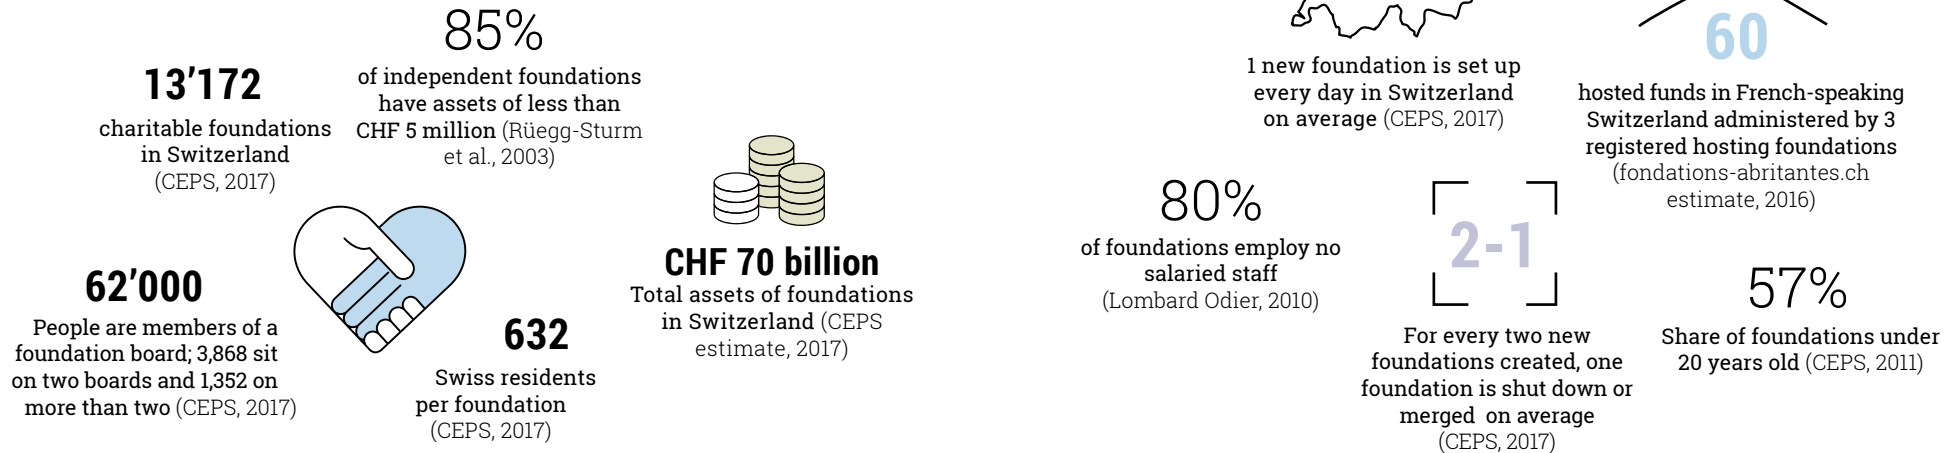 85%
of independent foundations
have assets of less than
CHF 5 million (Rüegg-Sturm
et al., 2003)
13’172
charitable foundations
in Switzerland
(CEPS, 2017)
62’000
People are members of a
foundation board; 3,868 sit
on two boards and 1,352 on
more than two (CEPS, 2017)
632
Swiss residents
per foundation
(CEPS, 2017)
CHF 70 billion
Total assets of foundations
in Switzerland (CEPS
estimate, 2017)
1 new foundation is set up
every day in Switzerland
on average (CEPS, 2017)
60
hosted funds in French-speaking
Switzerland administered by 3
registered hosting foundations
(fondations-abritantes.ch
estimate, 2016)
80%
of foundations employ no
salaried staff
(Lombard Odier, 2010)
2-1
For every two new
foundations created, one
foundation is shut down or
merged on average
(CEPS, 2017)
57%
Share of foundations under
20 years old (CEPS, 2011)